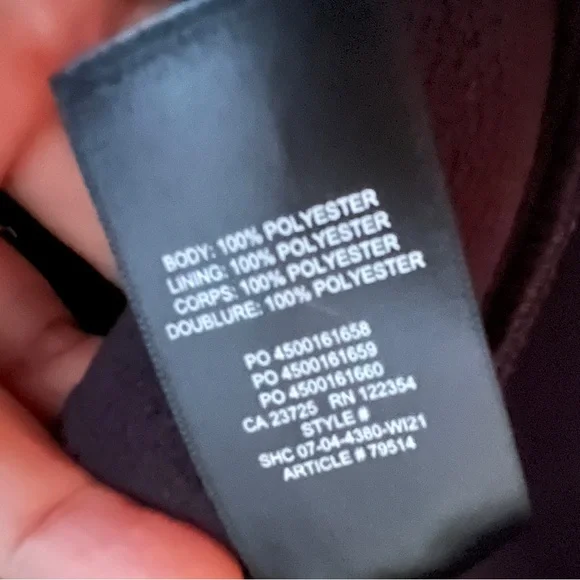 BODY: 100% POLYESTER
LINING: 100% POLYESTER
CORPS: 100% POLYESTER
DOUBLURE: 100% POLYESTER
PO 4500161658
PO 4500161659
PO 4500161660
CA 23725 RN 122354
STYLE #
SHC 07-04-4380-WI21
ARTICLE # 79514